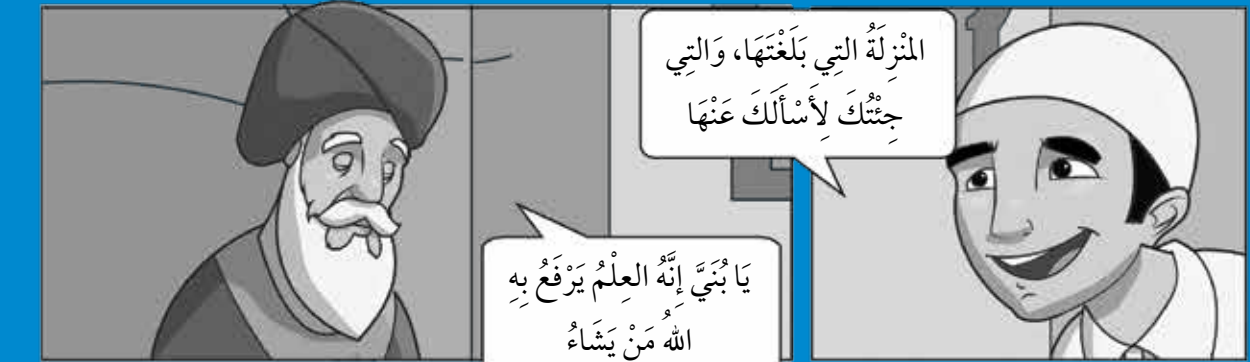 المْنْزِلَةُ التِي بَلَغْتَهَا، وَالتِي
جِئْتُكَ لِأَسْأَلَكَ عَنْهَا
يَا بُنَيَّ إِنَّهُ العِلْمُ يَرْفَعُ بِهِ
اللهُ مَنْ يَشَاءُ